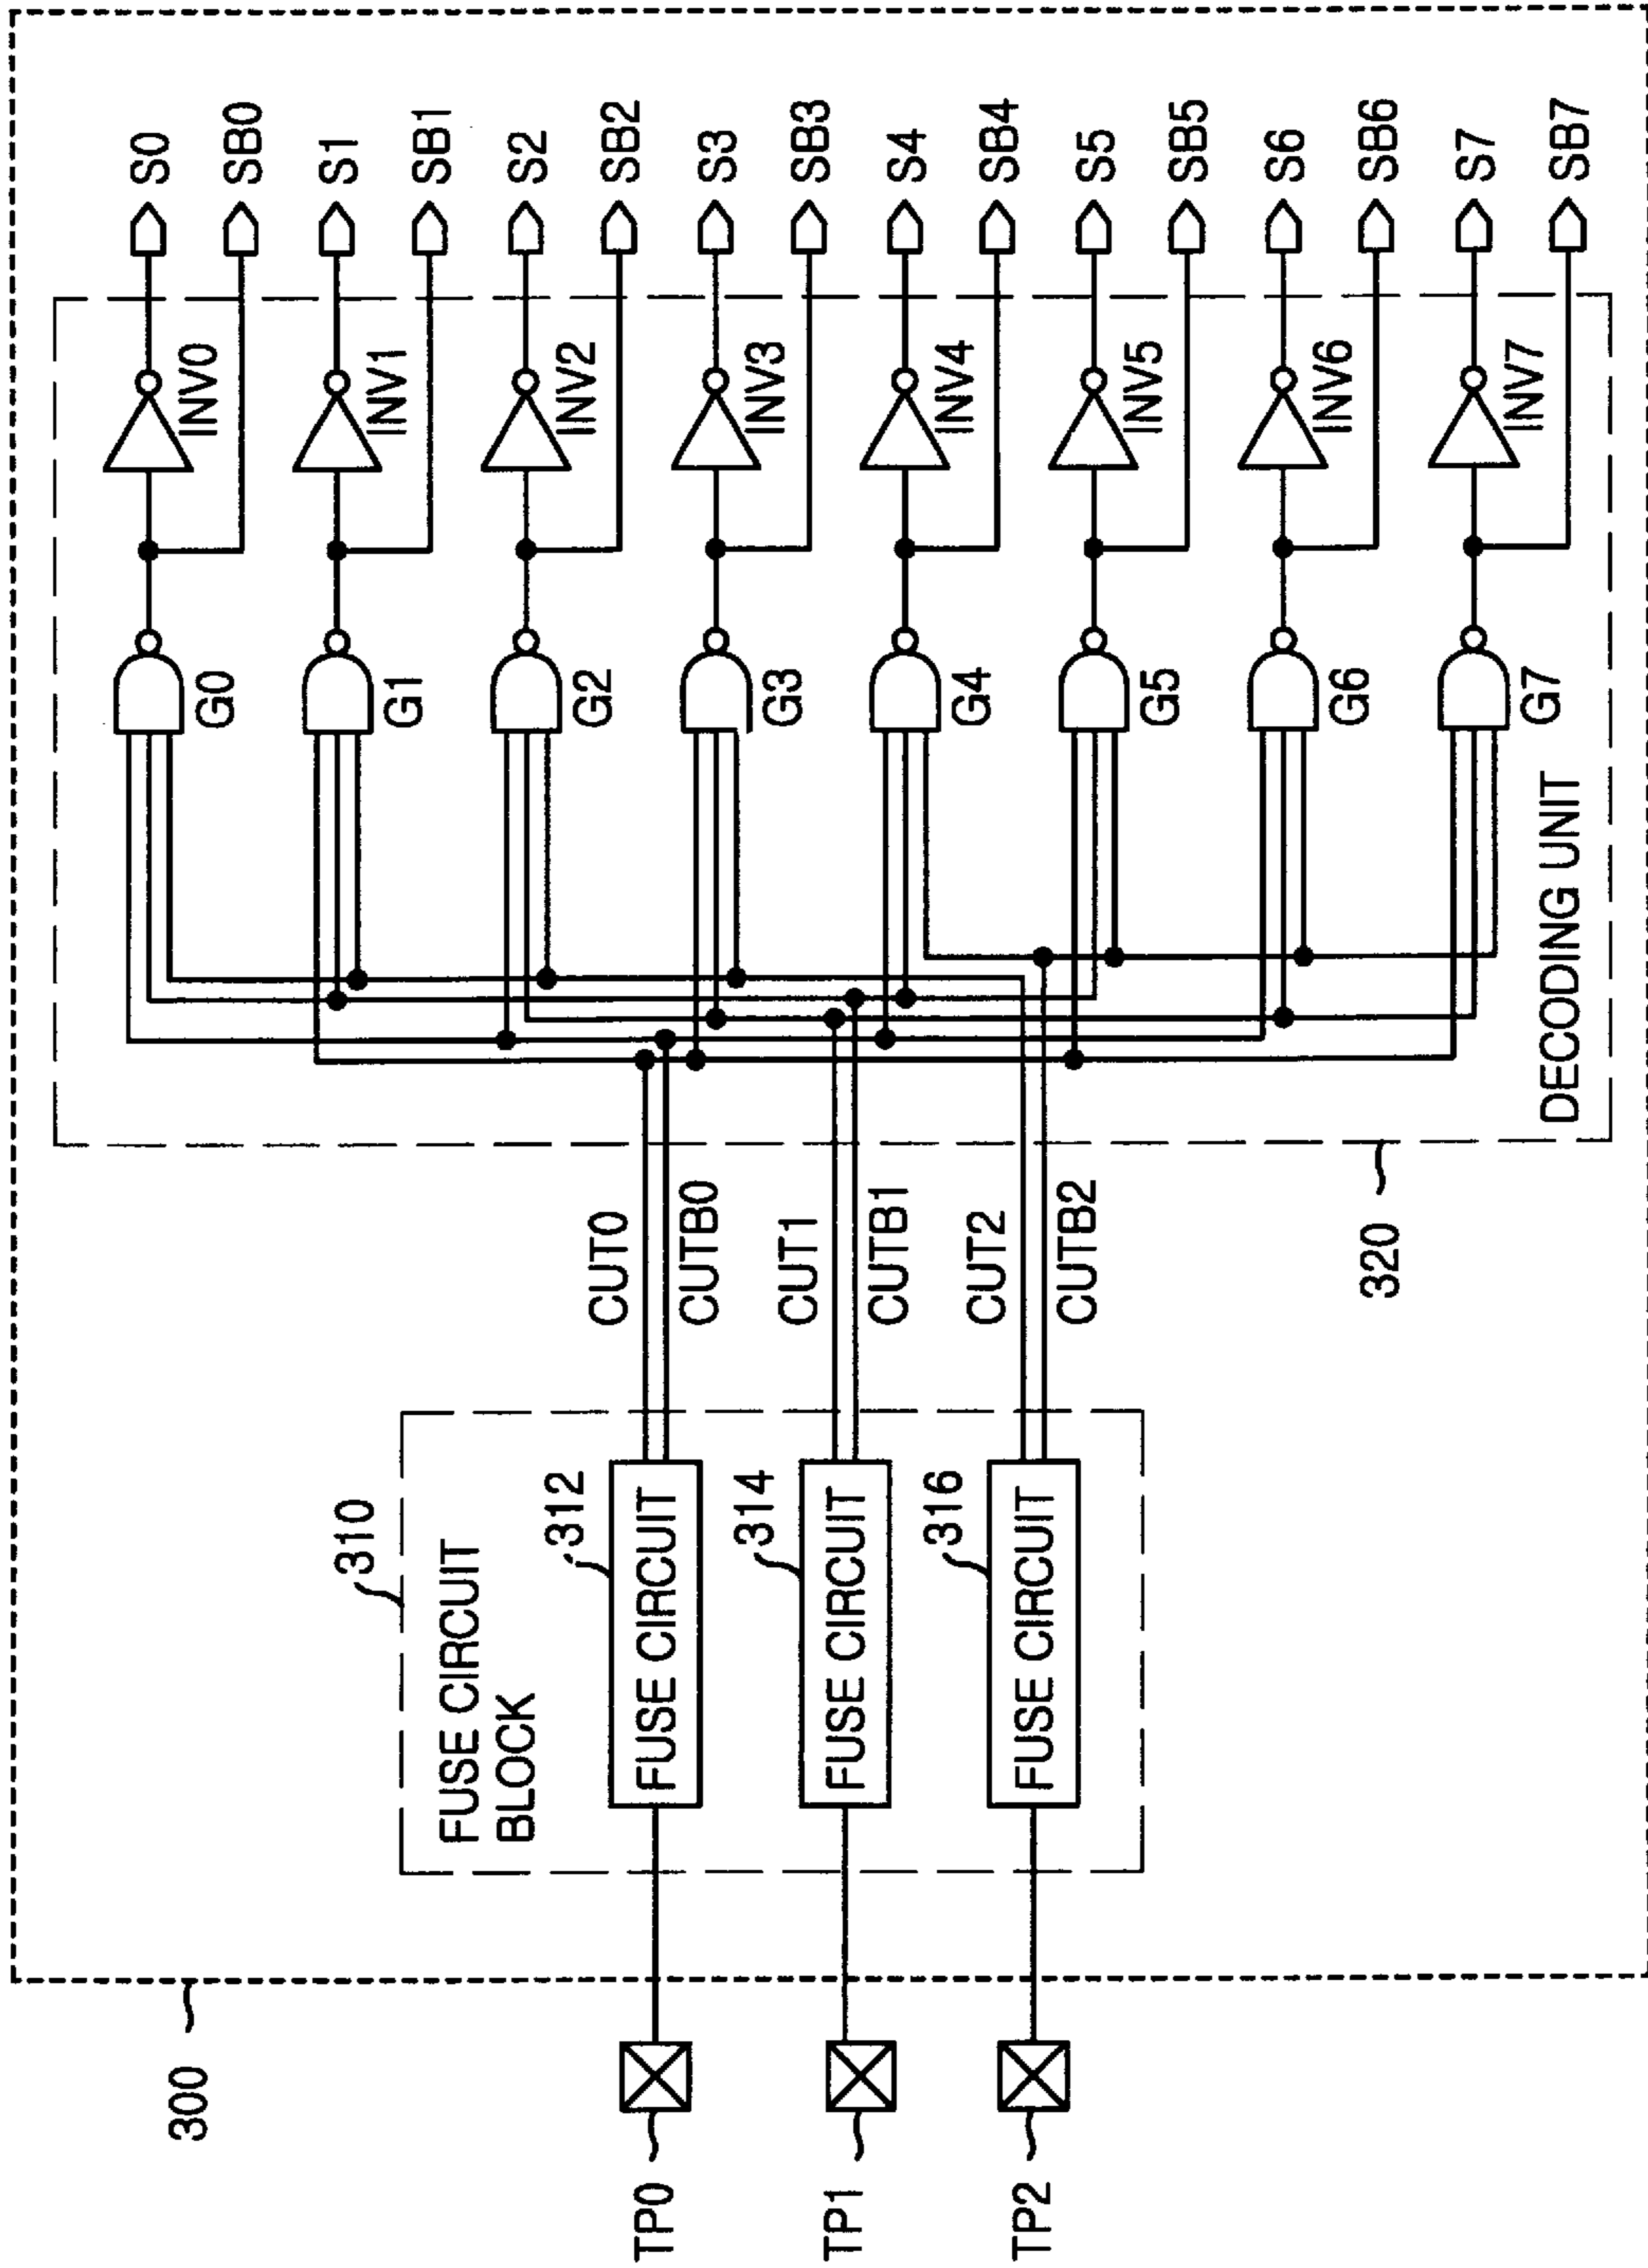 300
TP0
TP1
TP2
310
FUSE CIRCUIT
BLOCK
312
FUSE CIRCUIT
314
FUSE CIRCUIT
316
FUSE CIRCUIT
CUT0
CUTB0
CUT1
CUTB1
CUT2
CUTB2
320
DECODING UNIT
G0
G1
G2
G3
G4
G5
G6
G7
INV0
INV1
INV2
INV3
INV4
INV5
INV6
INV7
S0
SB0
S1
SB1
S2
SB2
S3
SB3
S4
SB4
S5
SB5
S6
SB6
S7
SB7